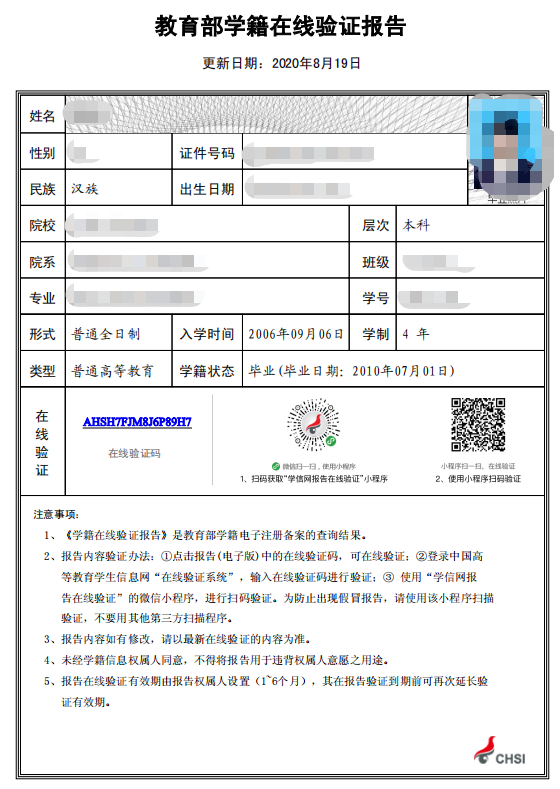 教育部学籍在线验证报告
更新日期：2020年8月19日
姓名
性别 证件号码
民族 汉族 出生日期
院校 层次 本科
院系 班级
专业 学号
形式 普通全日制 入学时间 2006年09月06日 学制 4 年
类型 普通高等教育 学籍状态 毕业(毕业日期：2010年07月01日)
在线验证
AHSH7FJM8J6P89H7
在线验证码
微信扫一扫，使用小程序
1、扫码获取“学信网报告在线验证”小程序
小程序扫一扫，在线验证
2、使用小程序扫码验证
注意事项：
1、《学籍在线验证报告》是教育部学籍电子注册备案的查询结果。
2、报告内容验证办法：①点击报告(电子版)中的在线验证码，可在线验证；②登录中国高
等教育学生信息网“在线验证系统”，输入在线验证码进行验证；③ 使用“学信网报
告在线验证”的微信小程序，进行扫码验证。为防止出现假冒报告，请使用该小程序扫描
验证，不要用其他第三方扫描程序。
3、报告内容如有修改，请以最新在线验证的内容为准。
4、未经学籍信息权属人同意，不得将报告用于违背权属人意愿之用途。
5、报告在线验证有效期由报告权属人设置（1~6个月），其在报告验证到期前可再次延长验
证有效期。
CHSI